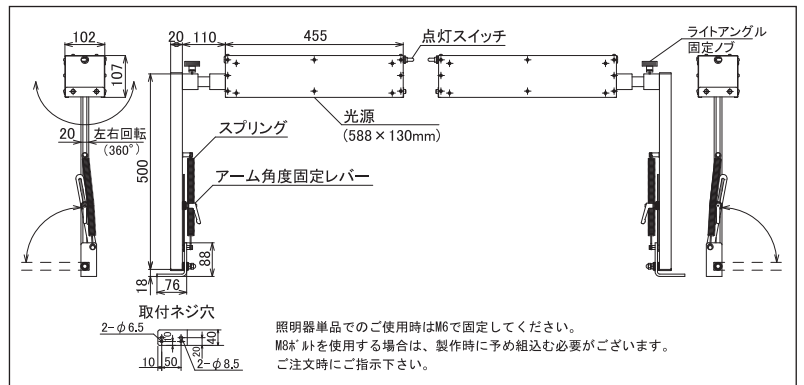 102
107
20
左右回転
(360°)
20
110
455
点灯スイッチ
ライトアングル
固定ノブ
光源
(588×130mm)
スプリング
500
アーム角度固定レバー
88
18
76
取付ネジ穴
2-φ6.5
10
40
20
10
50
2-φ8.5
照明器単品でのご使用時はM6で固定してください。
M8ボルトを使用する場合は、製作時に予め組込む必要がございます。
ご注文時にご指示下さい。